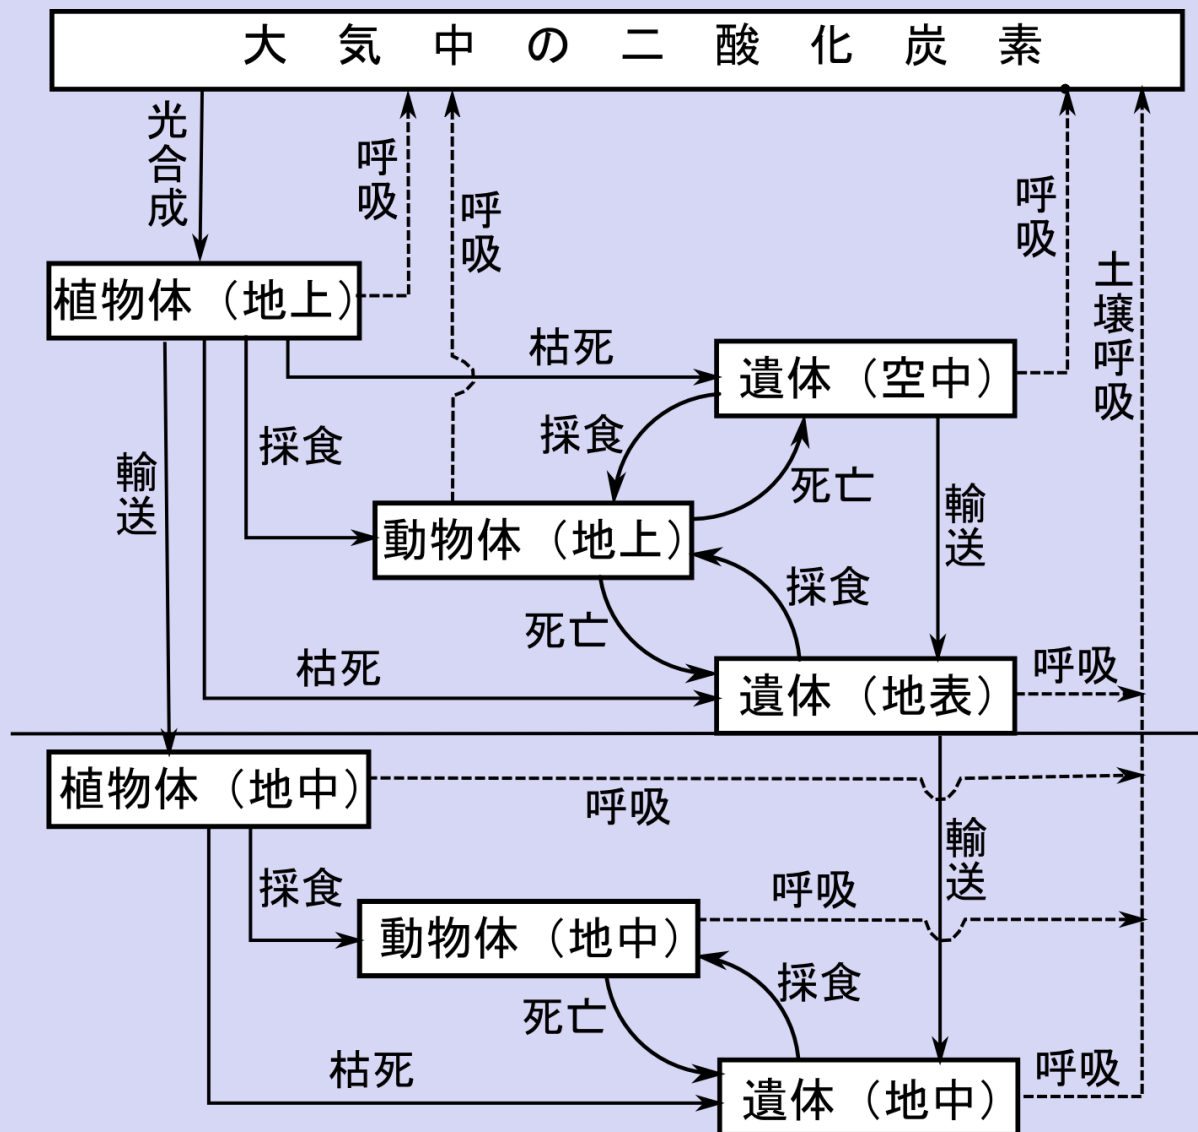 大気中の二酸化炭素
光合成
呼吸
呼吸
呼吸
土壌呼吸
植物体（地上）
枯死
遺体（空中）
採食
採食
死亡
輸送
輸送
動物体（地上）
採食
死亡
枯死
遺体（地表）
呼吸
植物体（地中）
呼吸
輸送
採食
呼吸
動物体（地中）
採食
死亡
枯死
呼吸
遺体（地中）